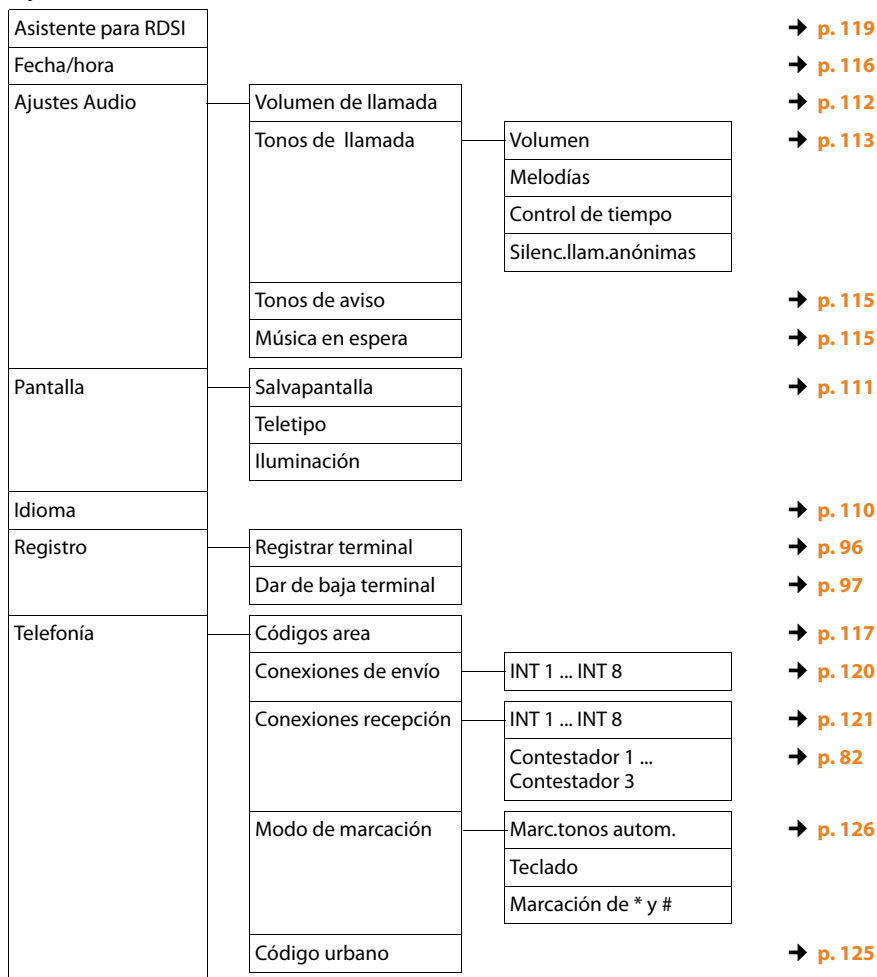 Asistente para RDSI ➔ p. 119
Fecha/hora ➔ p. 116
Ajustes Audio Volumen de llamada ➔ p. 112
Tonos de llamada Volumen ➔ p. 113
Melodías
Control de tiempo
Silenc.llam.anónimas
Tonos de aviso ➔ p. 115
Música en espera ➔ p. 115
Pantalla Salvapantalla ➔ p. 111
Teletipo
Iluminación
Idioma ➔ p. 110
Registro Registrar terminal ➔ p. 96
Dar de baja terminal ➔ p. 97
Telefonía Códigos area ➔ p. 117
Conexiones de envío INT 1 ... INT 8 ➔ p. 120
Conexiones recepción INT 1 ... INT 8 ➔ p. 121
Contestador 1 ... ➔ p. 82
Contestador 3
Modo de marcación Marc.tonos autom. ➔ p. 126
Teclado
Marcación de * y #
Código urbano ➔ p. 125